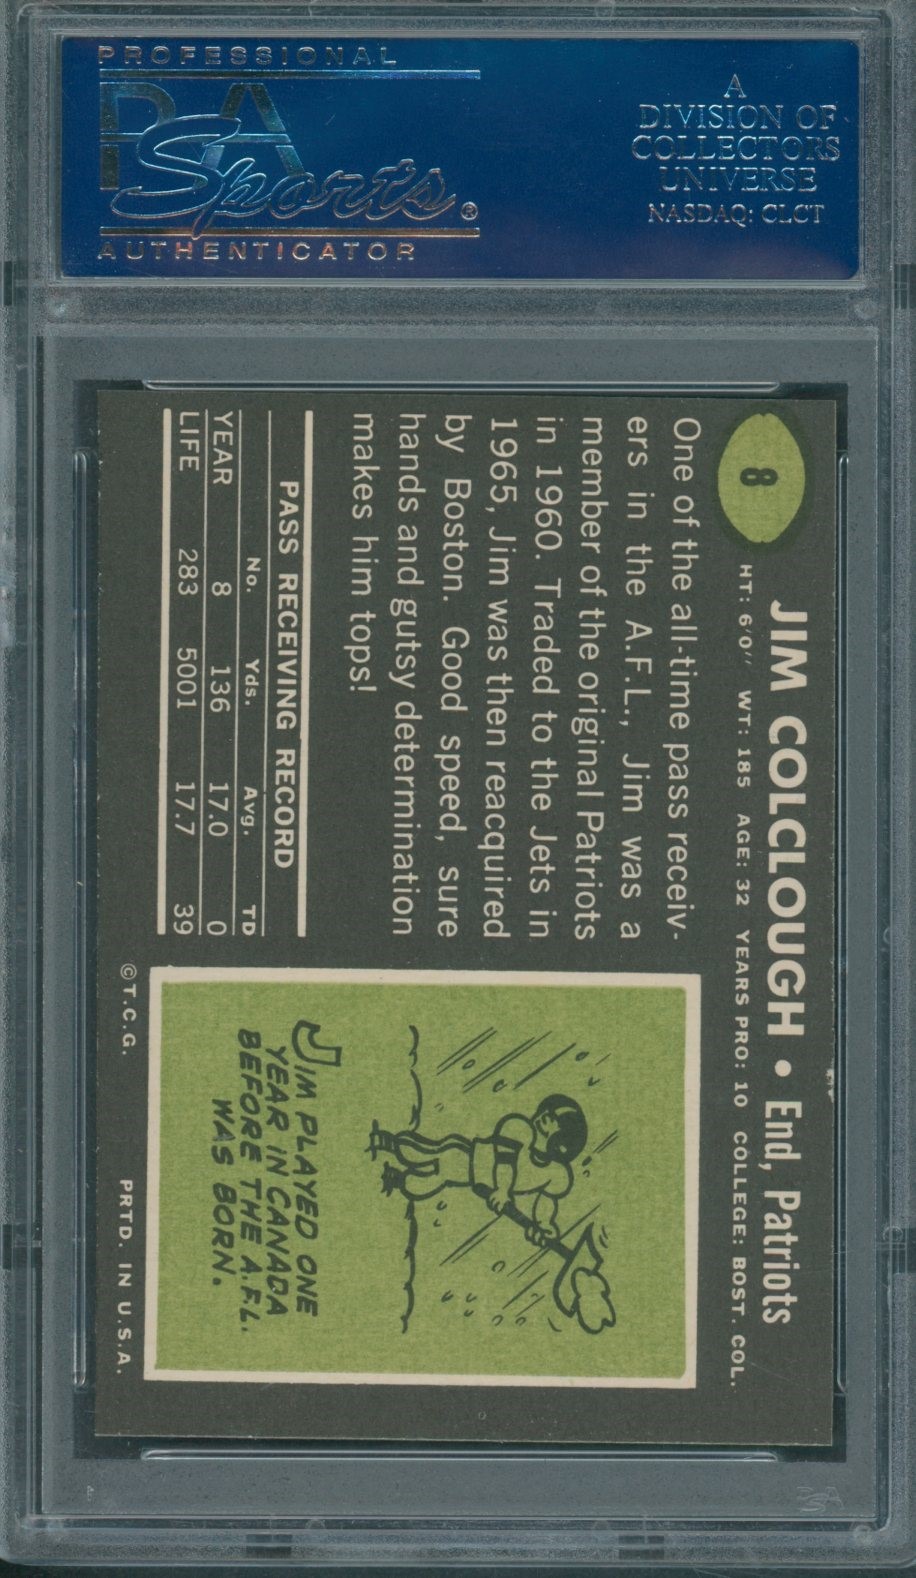 PROFESSIONAL
PSA
Sports®
AUTHENTICATOR
A
DIVISION OF
COLLECTORS
UNIVERSE
NASDAQ: CLCT
8
JIM COLCLOUGH • End, Patriots
HT: 6'0" WT: 185 AGE: 32 YEARS PRO: 10 COLLEGE: BOST. COL.
One of the all-time pass receiv-
ers in the A.F.L., Jim was a
member of the original Patriots
in 1960. Traded to the Jets in
1965, Jim was then reacquired
by Boston. Good speed, sure
hands and gutsy determination
makes him tops!
PASS RECEIVING RECORD
No. Yds. Avg. TD
YEAR 8 136 17.0 0
LIFE 283 5001 17.7 39
JIM PLAYED ONE
YEAR IN CANADA
BEFORE THE A.F.L.
WAS BORN.
© T.C.G. PRTD. IN U.S.A.